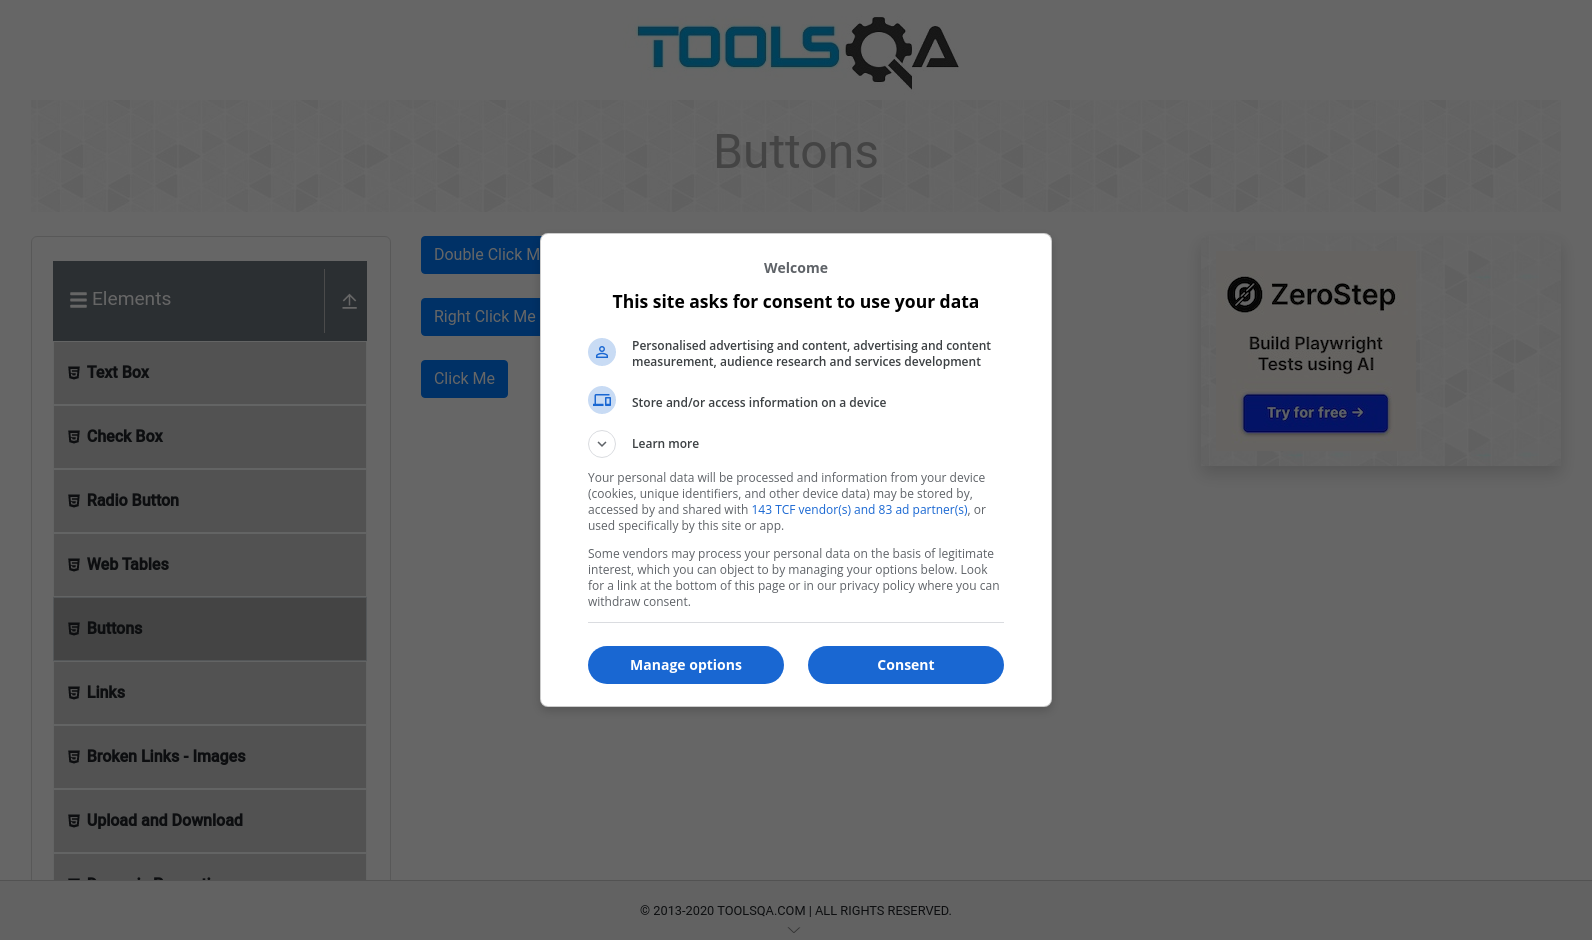 TOOLSQA
Buttons
Elements
Text Box
Check Box
Radio Button
Web Tables
Buttons
Links
Broken Links - Images
Upload and Download
Double Click M
Right Click Me
Click Me
Welcome
This site asks for consent to use your data
Personalised advertising and content, advertising and content
measurement, audience research and services development
Store and/or access information on a device
Learn more
Your personal data will be processed and information from your device
(cookies, unique identifiers, and other device data) may be stored by,
accessed by and shared with 143 TCF vendor(s) and 83 ad partner(s), or
used specifically by this site or app.
Some vendors may process your personal data on the basis of legitimate
interest, which you can object to by managing your options below. Look
for a link at the bottom of this page or in our privacy policy where you can
withdraw consent.
Manage options
Consent
ZeroStep
Build Playwright
Tests using AI
Try for free →
© 2013-2020 TOOLSQA.COM | ALL RIGHTS RESERVED.